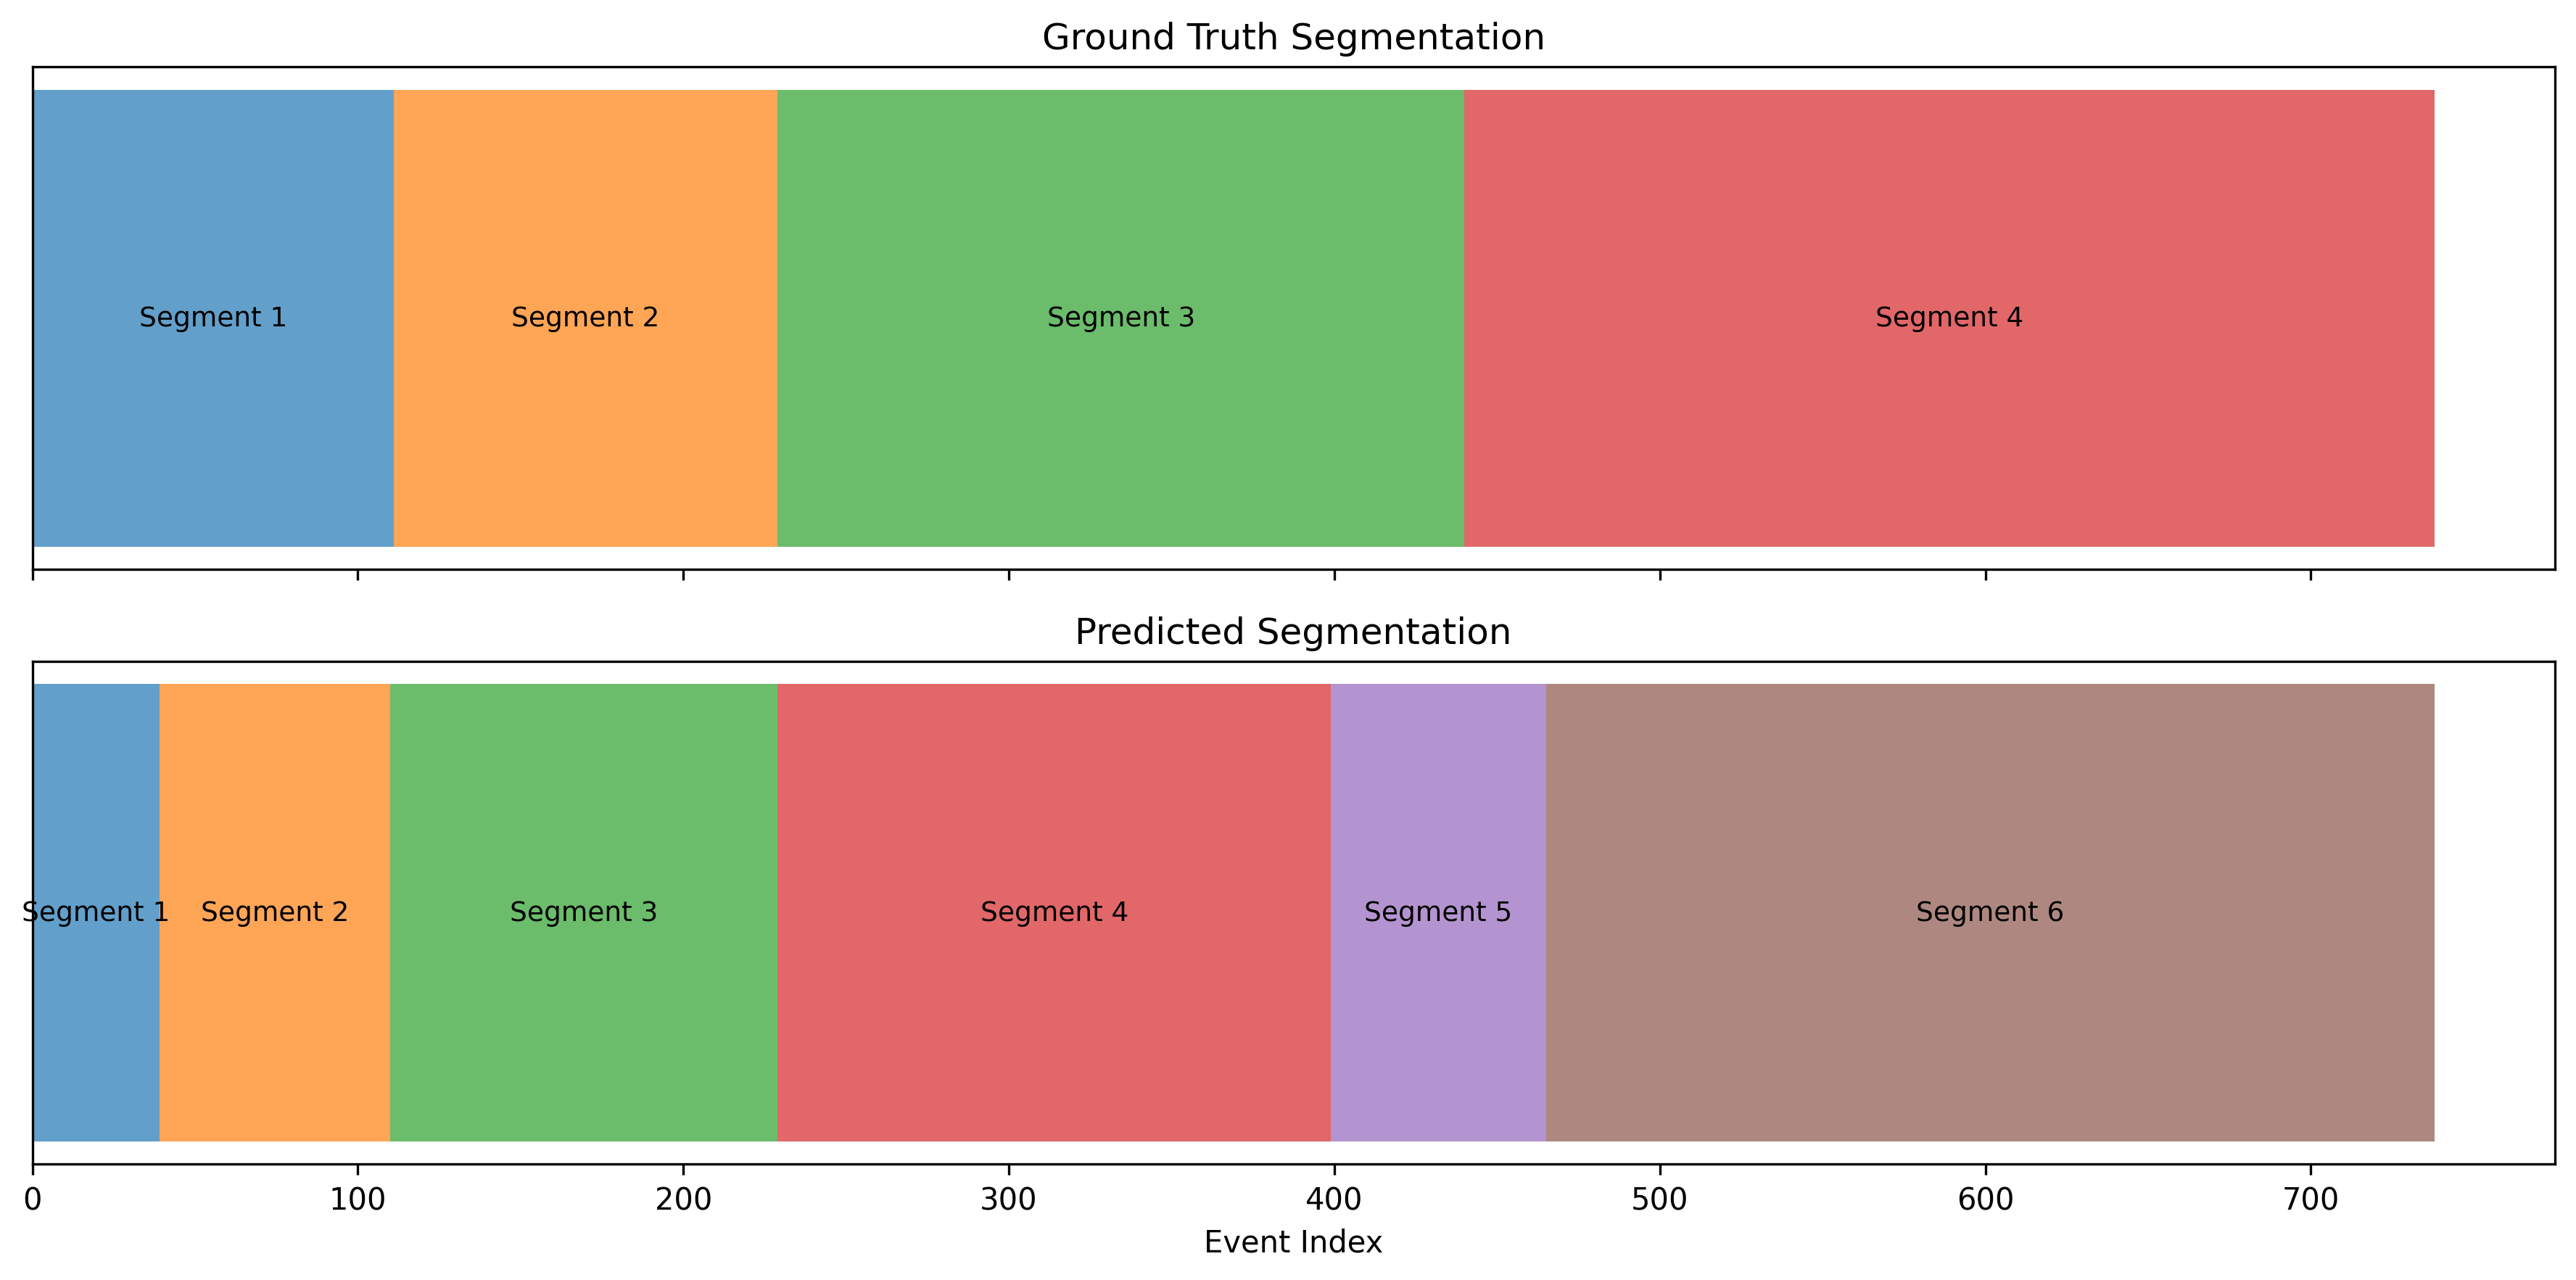 Ground Truth Segmentation
Segment 1 Segment 2 Segment 3 Segment 4
Predicted Segmentation
Segment 1 Segment 2 Segment 3 Segment 4 Segment 5 Segment 6
0 100 200 300 400 500 600 700
Event Index